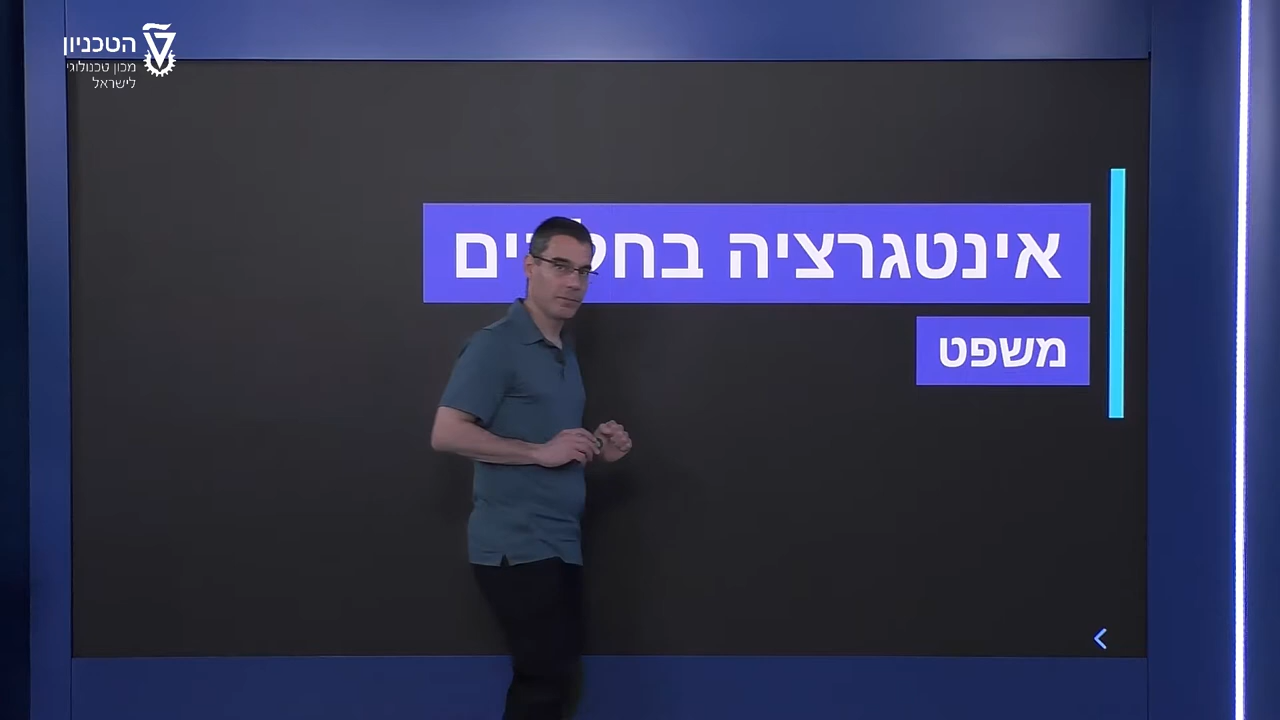 הטכניון
מכון טכנולוגי
לישראל
אינטגרציה
משפט